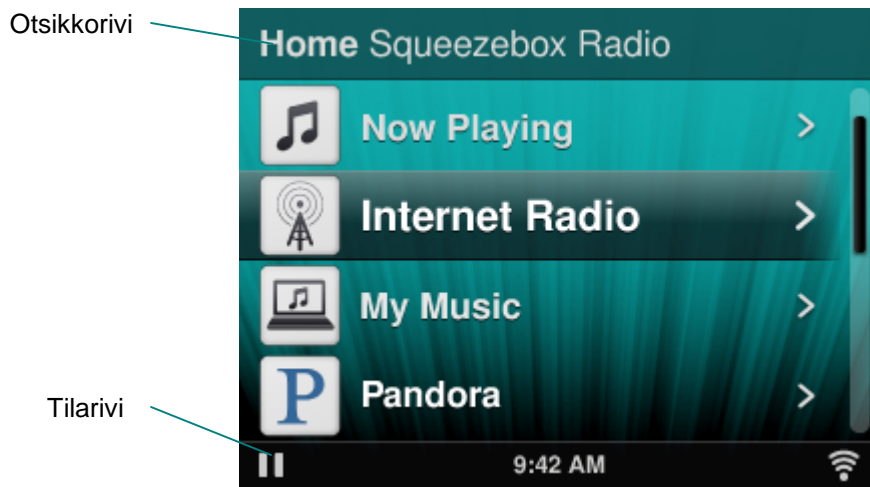 Otsikkorivi
Home Squeezebox Radio
Now Playing
Internet Radio
My Music
P Pandora
Tilarivi
9:42 AM